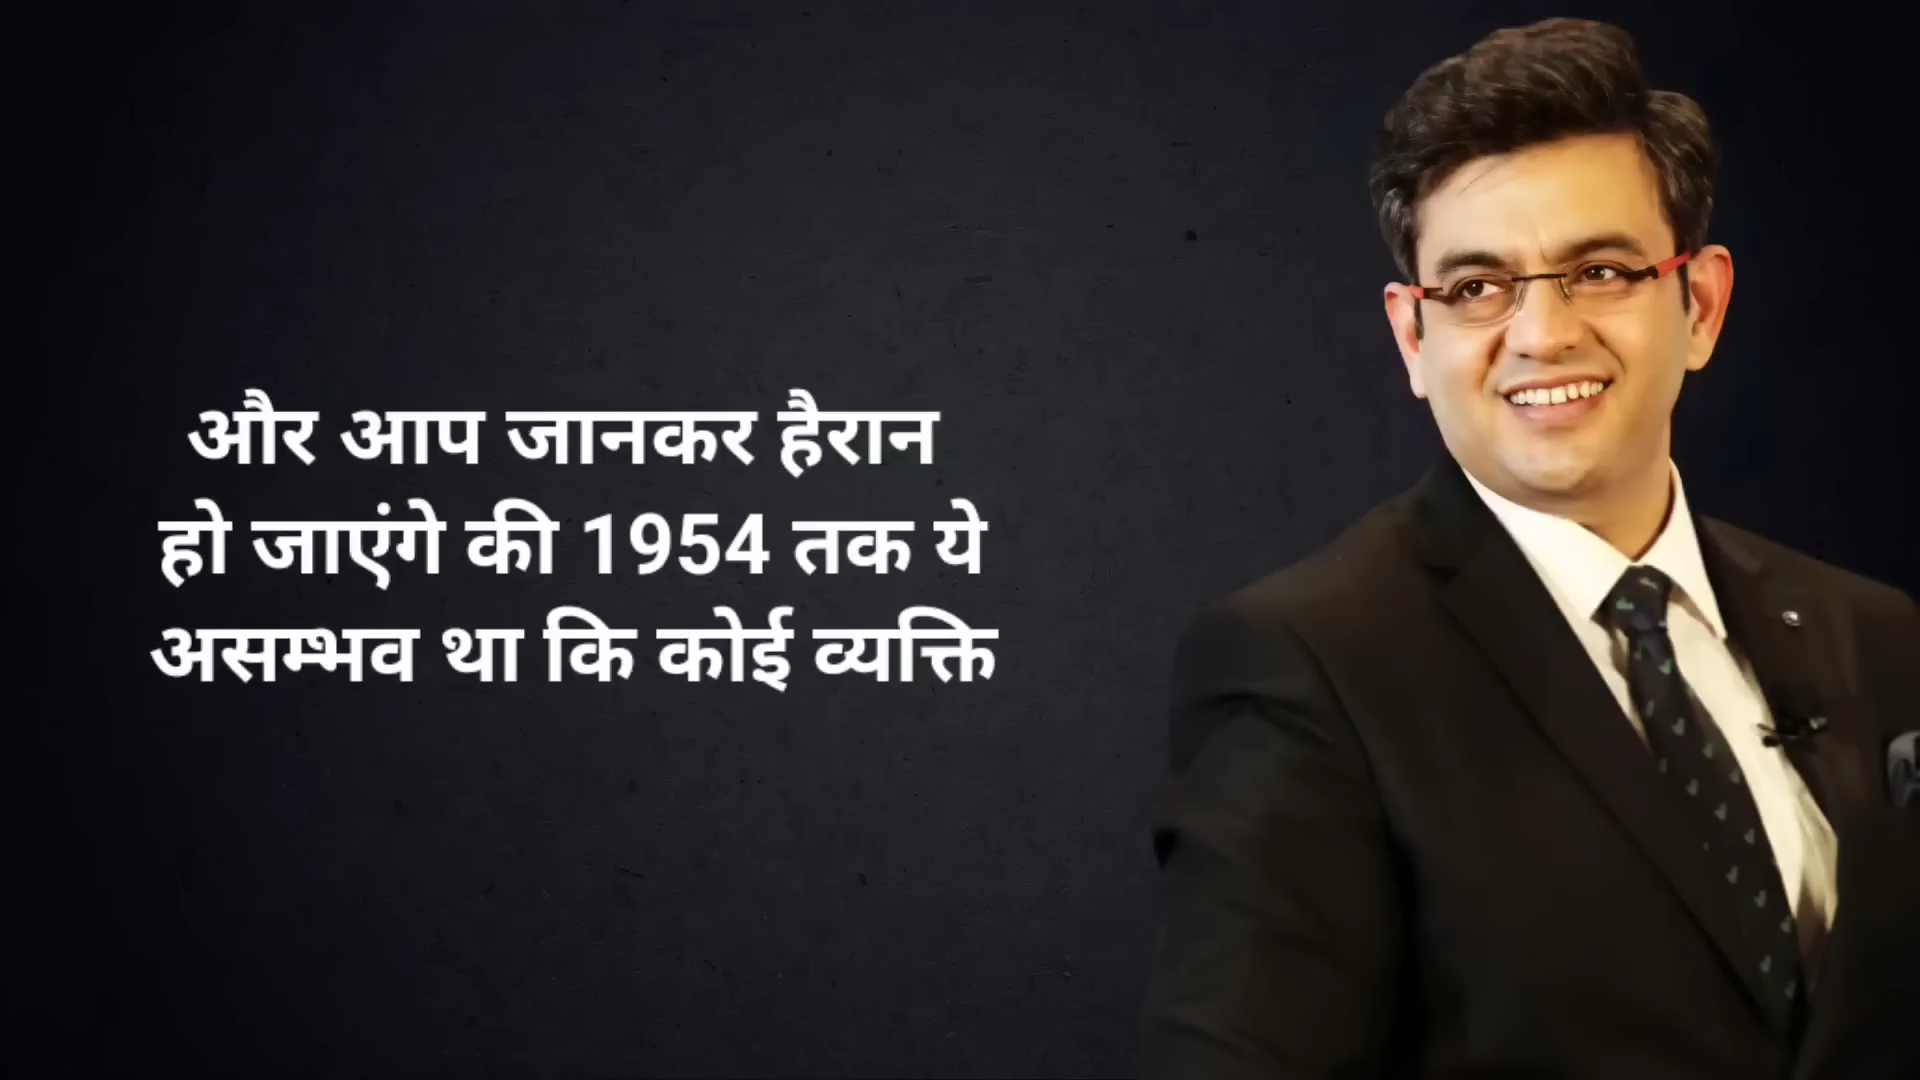 और आप जानकर हैरान
हो जाएंगे की 1954 तक ये
असम्भव था कि कोई व्यक्ति